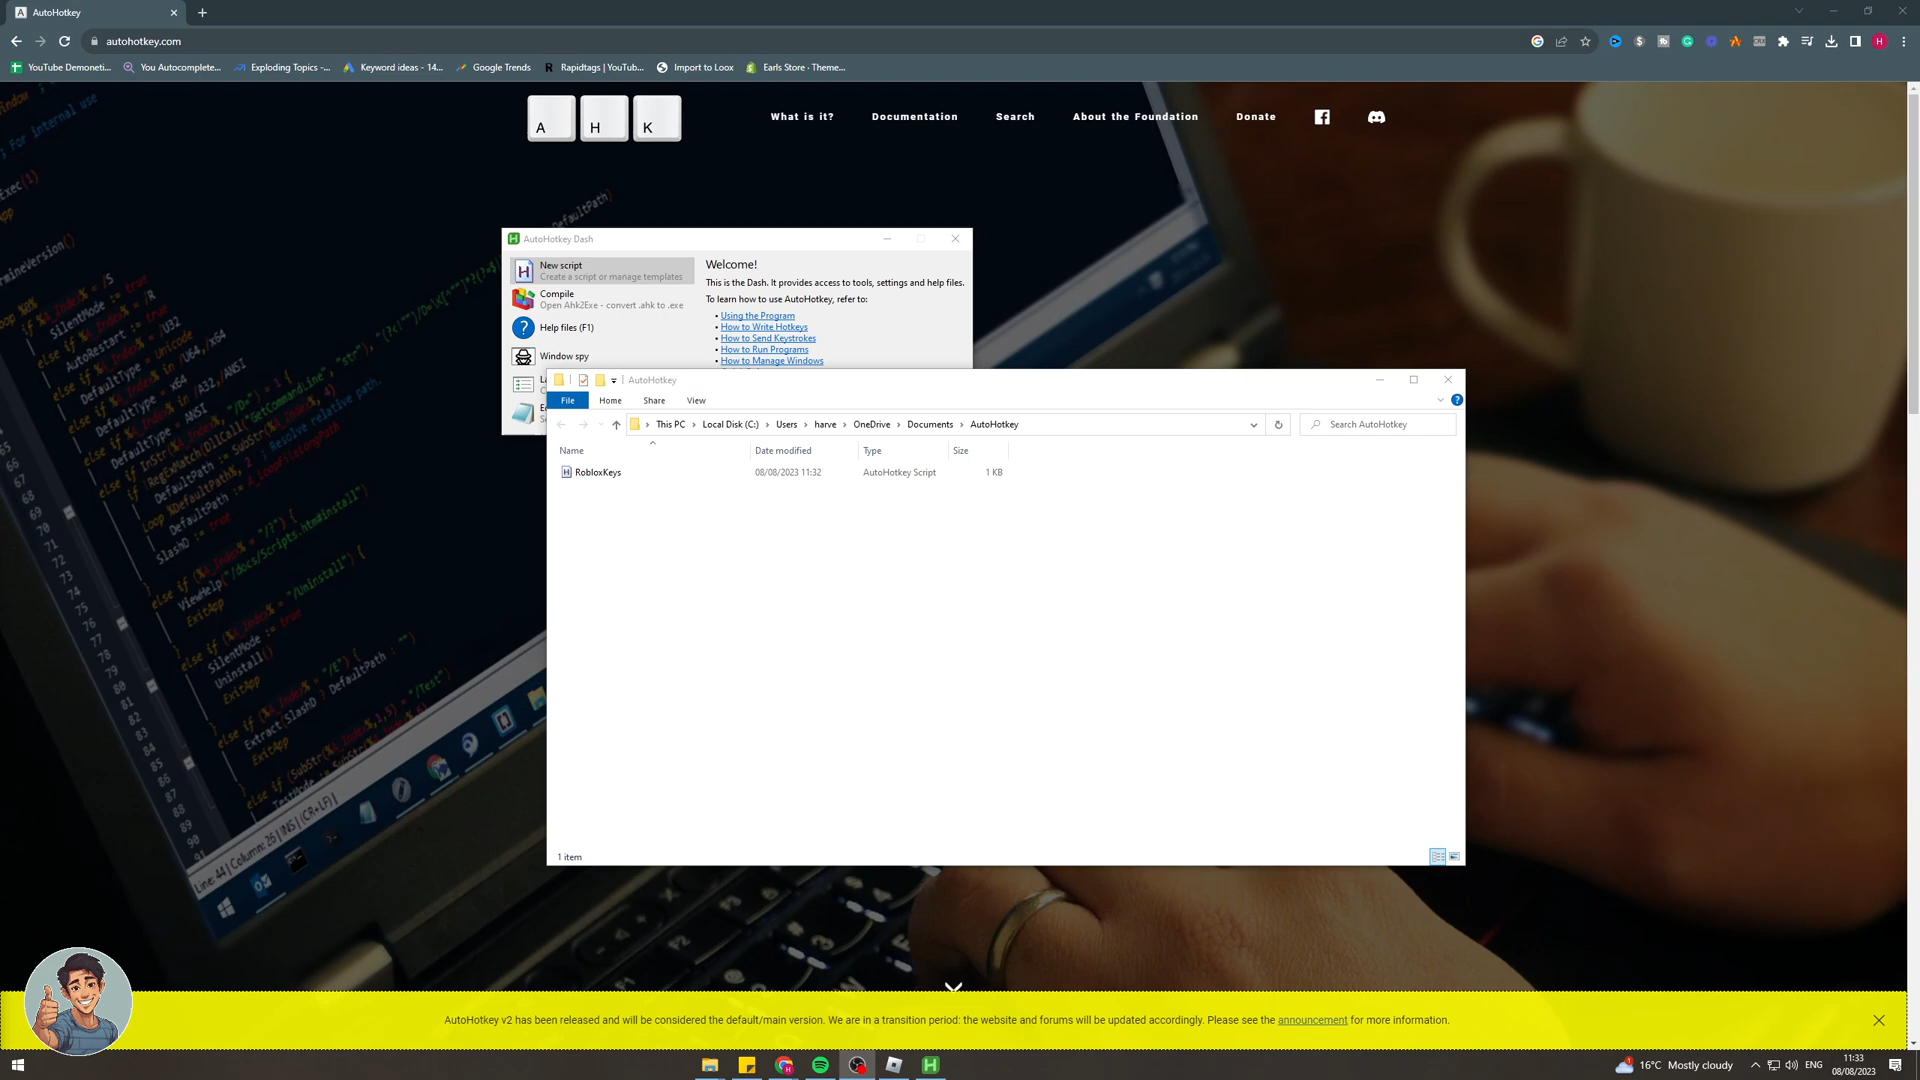 AutoHotkey
autohotkey.com
YouTube Demoneti...
You Autocomplete...
Exploding Topics -...
Keyword ideas - 14...
Google Trends
Rapidtags | YouTub...
Import to Loox
Earls Store · Theme...
A
H
K
What is it?
Documentation
Search
About the Foundation
Donate
AutoHotkey Dash
New script
Create a script or manage templates
Compile
Open Ahk2Exe - convert .ahk to .exe
Help files (F1)
Window spy
Welcome!
This is the Dash. It provides access to tools, settings and help files.
To learn how to use AutoHotkey, refer to:
• Using the Program
• How to Write Hotkeys
• How to Send Keystrokes
• How to Run Programs
• How to Manage Windows
AutoHotkey
File
Home
Share
View
This PC
Local Disk (C:)
Users
harve
OneDrive
Documents
AutoHotkey
Search AutoHotkey
Name
Date modified
Type
Size
RobloxKeys
08/08/2023 11:32
AutoHotkey Script
1 KB
1 item
AutoHotkey v2 has been released and will be considered the default/main version. We are in a transition period: the website and forums will be updated accordingly. Please see the announcement for more information.
16°C Mostly cloudy
ENG
11:33
08/08/2023